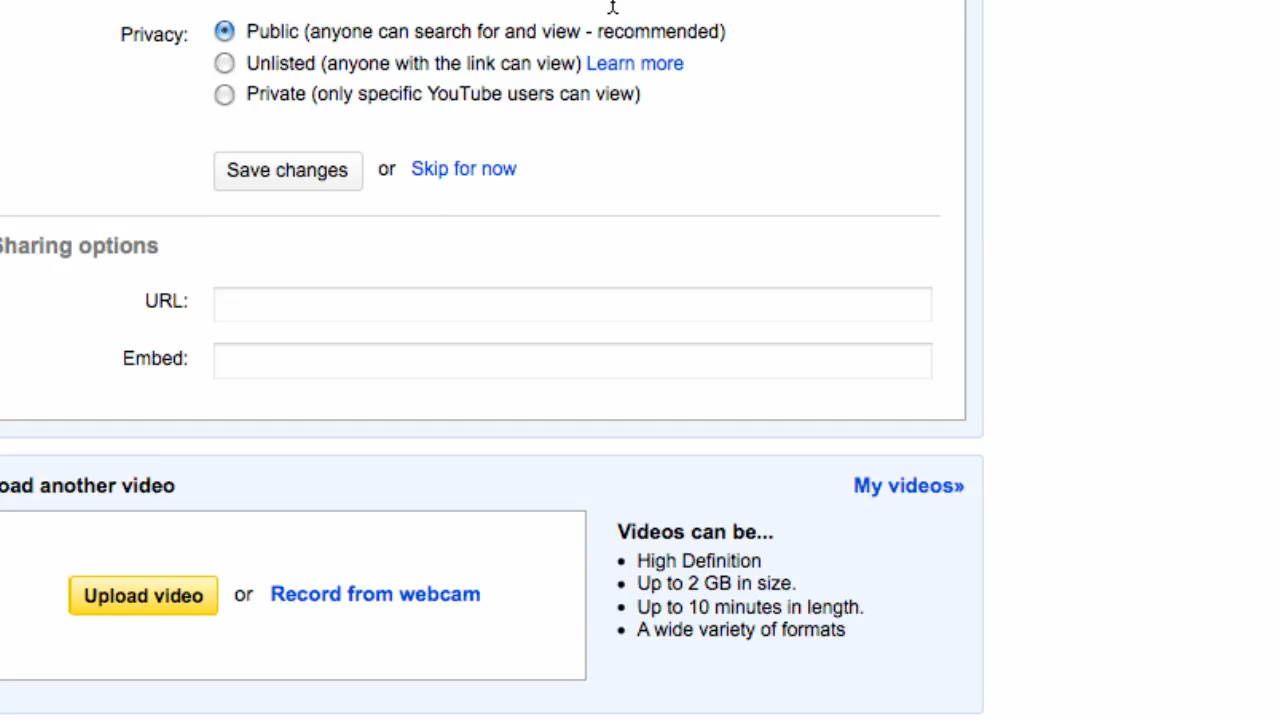 Privacy: Public (anyone can search for and view - recommended)
Unlisted (anyone with the link can view) Learn more
Private (only specific YouTube users can view)
Save changes or Skip for now
Sharing options
URL:
Embed:
oad another video
My videos»
Upload video or Record from webcam
Videos can be...
• High Definition
• Up to 2 GB in size.
• Up to 10 minutes in length.
• A wide variety of formats